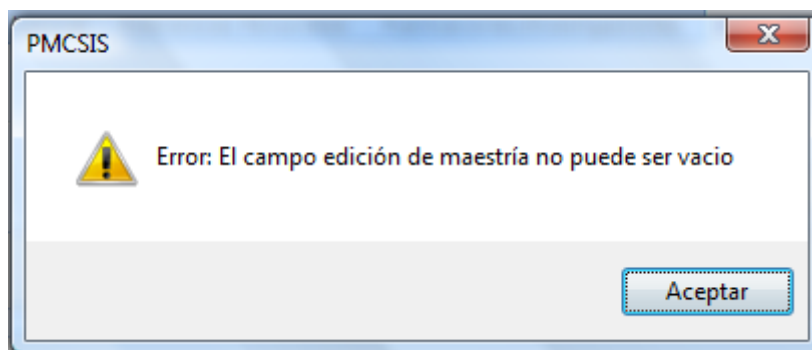 PMCSIS
Error: El campo edición de maestría no puede ser vacio
Aceptar